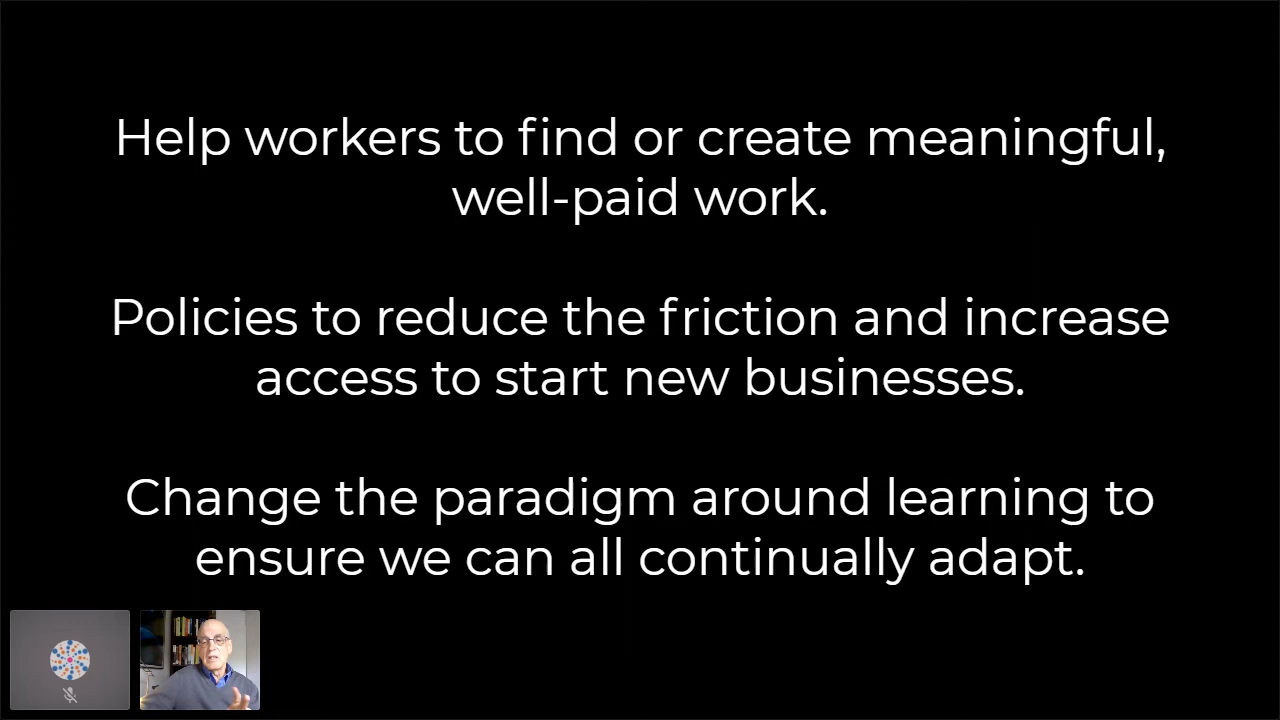 Help workers to find or create meaningful,
well-paid work.
Policies to reduce the friction and increase
access to start new businesses.
Change the paradigm around learning to
ensure we can all continually adapt.